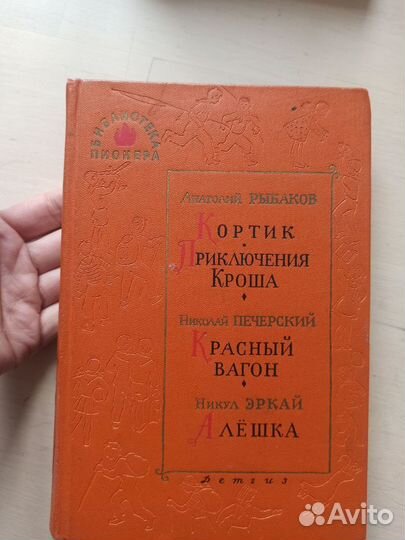 БИБЛИОТЕКА
ПИОНЕРА
АНАТОЛИЙ РЫБАКОВ
КОРТИК
ПРИКЛЮЧЕНИЯ
КРОША
НИКОЛАЙ ПЕЧЕРСКИЙ
КРАСНЫЙ
ВАГОН
НИКУЛ ЭРКАЙ
АЛЁШКА
Детгиз
Avito